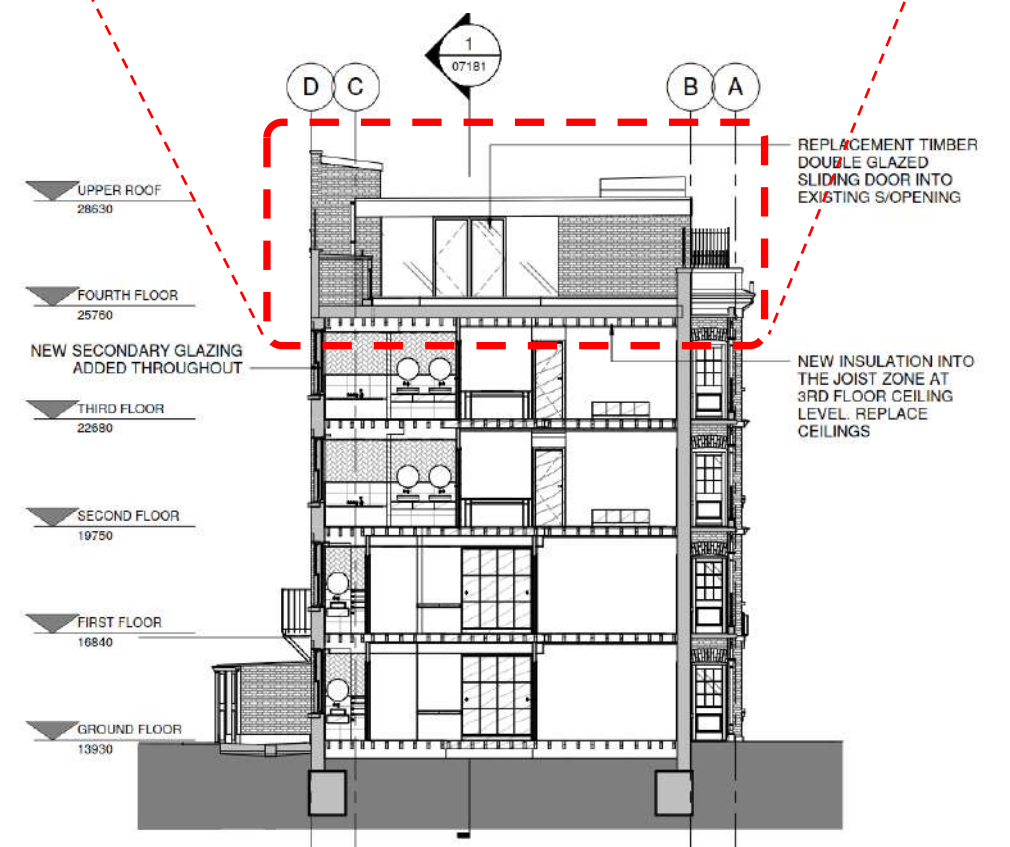 1
07181
D
C
B
A
REPLACEMENT TIMBER
DOUBLE GLAZED
SLIDING DOOR INTO
EXISTING S/OPENING
UPPER ROOF
28630
FOURTH FLOOR
25760
NEW SECONDARY GLAZING
ADDED THROUGHOUT
NEW INSULATION INTO
THE JOIST ZONE AT
3RD FLOOR CEILING
LEVEL. REPLACE
CEILINGS
THIRD FLOOR
22680
SECOND FLOOR
19750
FIRST FLOOR
16840
GROUND FLOOR
13930